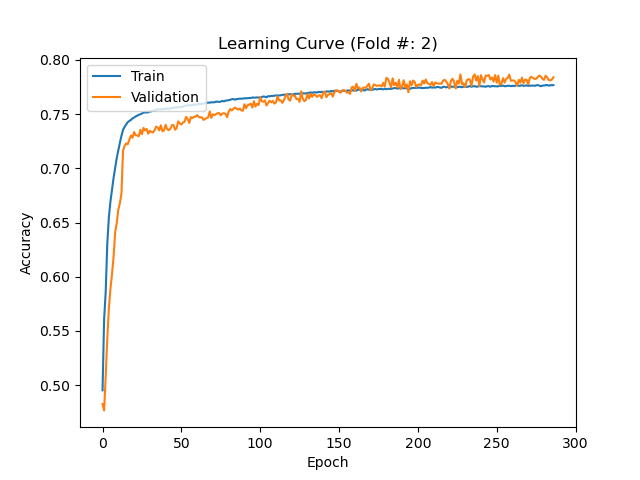 Learning Curve (Fold #: 2)
Train
Validation
0.80
0.75
0.70
0.65
0.60
0.55
0.50
Accuracy
0 50 100 150 200 250 300
Epoch